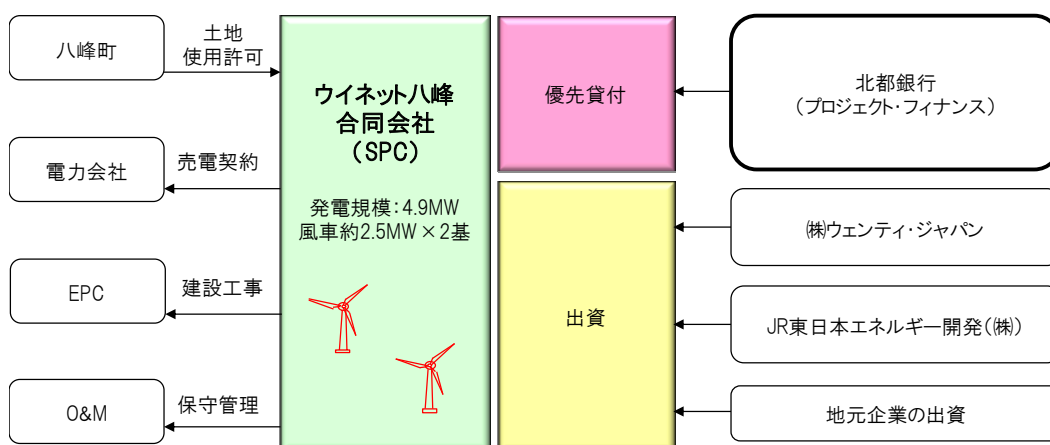 八峰町
土地
使用許可
電力会社
売電契約
EPC
建設工事
O&M
保守管理
ウイネット八峰
合同会社
（SPC）
発電規模：4.9MW
風車約2.5MW×2基
優先貸付
出資
北都銀行
（プロジェクト・フィナンス）
㈱ウェンティ・ジャパン
JR東日本エネルギー開発（㈱）
地元企業の出資